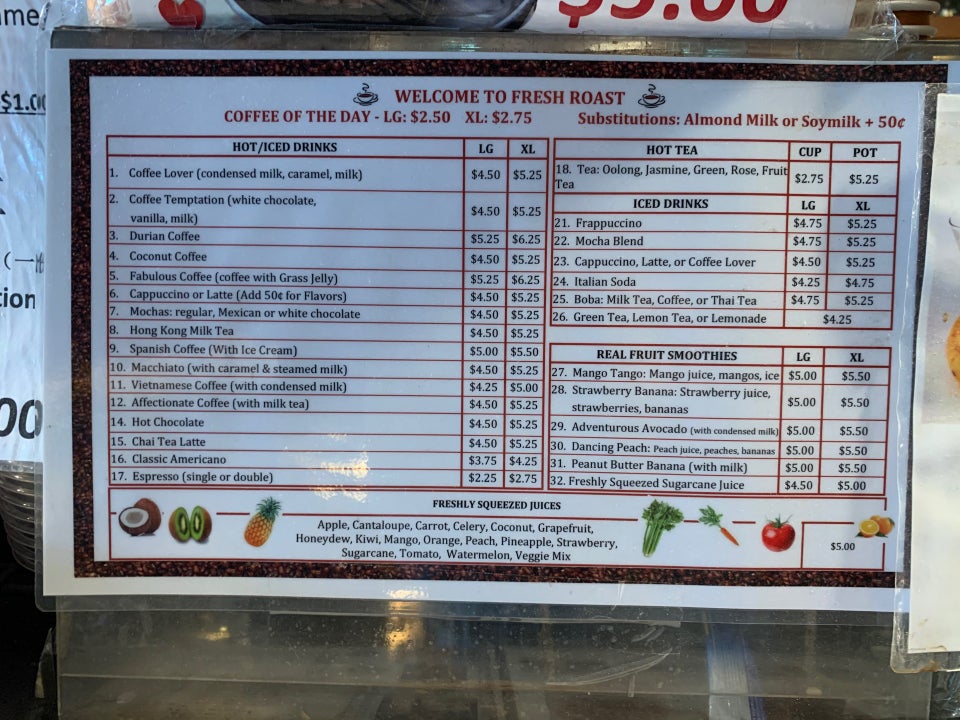 $5.00
ame
$1.00
tion
00
WELCOME TO FRESH ROAST
COFFEE OF THE DAY - LG: $2.50 XL: $2.75 Substitutions: Almond Milk or Soymilk + 50¢
HOT/ICED DRINKS LG XL
1. Coffee Lover (condensed milk, caramel, milk) $4.50 $5.25
2. Coffee Temptation (white chocolate,
vanilla, milk) $4.50 $5.25
3. Durian Coffee $5.25 $6.25
4. Coconut Coffee $4.50 $5.25
5. Fabulous Coffee (coffee with Grass Jelly) $5.25 $6.25
6. Cappuccino or Latte (Add 50¢ for Flavors) $4.50 $5.25
7. Mochas: regular, Mexican or white chocolate $4.50 $5.25
8. Hong Kong Milk Tea $4.50 $5.25
9. Spanish Coffee (With Ice Cream) $5.00 $5.50
10. Macchiato (with caramel & steamed milk) $4.50 $5.25
11. Vietnamese Coffee (with condensed milk) $4.25 $5.00
12. Affectionate Coffee (with milk tea) $4.50 $5.25
14. Hot Chocolate $4.50 $5.25
15. Chai Tea Latte $4.50 $5.25
16. Classic Americano $3.75 $4.25
17. Espresso (single or double) $2.25 $2.75
HOT TEA CUP POT
18. Tea: Oolong, Jasmine, Green, Rose, Fruit
Tea $2.75 $5.25
ICED DRINKS LG XL
21. Frappuccino $4.75 $5.25
22. Mocha Blend $4.75 $5.25
23. Cappuccino, Latte, or Coffee Lover $4.50 $5.25
24. Italian Soda $4.25 $4.75
25. Boba: Milk Tea, Coffee, or Thai Tea $4.75 $5.25
26. Green Tea, Lemon Tea, or Lemonade $4.25
REAL FRUIT SMOOTHIES LG XL
27. Mango Tango: Mango juice, mangos, ice $5.00 $5.50
28. Strawberry Banana: Strawberry juice,
strawberries, bananas $5.00 $5.50
29. Adventurous Avocado (with condensed milk) $5.00 $5.50
30. Dancing Peach: Peach juice, peaches, bananas $5.00 $5.50
31. Peanut Butter Banana (with milk) $5.00 $5.50
32. Freshly Squeezed Sugarcane Juice $4.50 $5.00
FRESHLY SQUEEZED JUICES
Apple, Cantaloupe, Carrot, Celery, Coconut, Grapefruit,
Honeydew, Kiwi, Mango, Orange, Peach, Pineapple, Strawberry,
Sugarcane, Tomato, Watermelon, Veggie Mix
$5.00